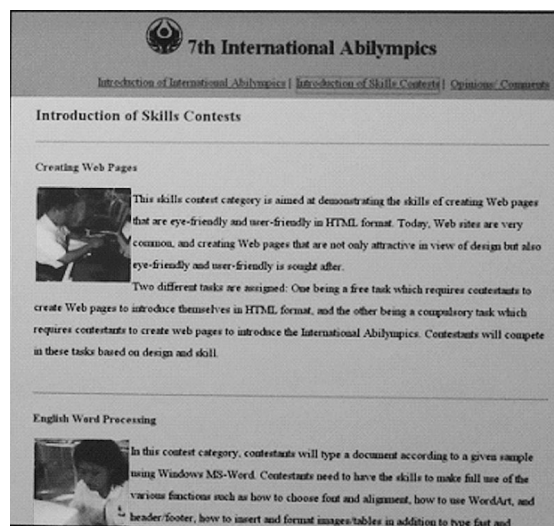 7th International Abilympics
Introduction of International Abilympics | Introduction of Skills Contests | Opinions/ Comments
Introduction of Skills Contests
Creating Web Pages
This skills contest category is aimed at demonstrating the skills of creating Web pages
that are eye-friendly and user-friendly in HTML format. Today, Web sites are very
common, and creating Web pages that are not only attractive in view of design but also
eye-friendly and user-friendly is sought after.
Two different tasks are assigned: One being a free task which requires contestants to
create Web pages to introduce themselves in HTML format, and the other being a compulsory task which
requires contestants to create web pages to introduce the International Abilympics. Contestants will compete
in these tasks based on design and skill.
English Word Processing
In this contest category, contestants will type a document according to a given sample
using Windows MS-Word. Contestants need to have the skills to make full use of the
various functions such as how to choose font and alignment, how to use WordArt, and
header/footer, how to insert and format images/tables in addition to type fast and